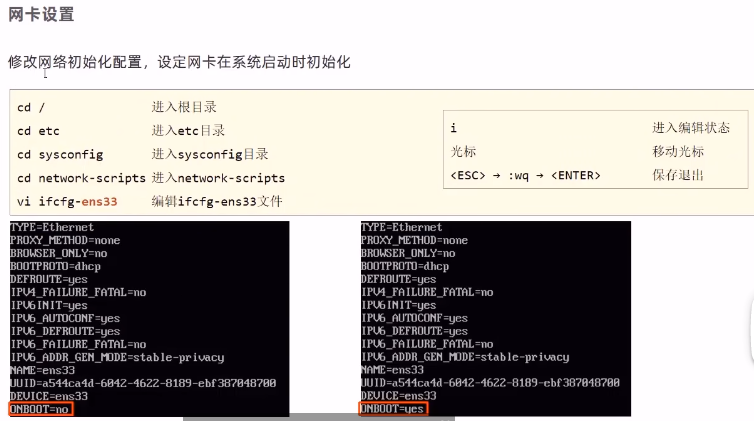 网卡设置
修改网络初始化配置，设定网卡在系统启动时初始化
cd / 进入根目录
cd etc 进入etc目录
cd sysconfig 进入sysconfig目录
cd network-scripts 进入network-scripts
vi ifcfg-ens33 编辑ifcfg-ens33文件
i 进入编辑状态
光标 移动光标
<ESC> → :wq → <ENTER> 保存退出
TYPE=Ethernet
PROXY_METHOD=none
BROWSER_ONLY=no
BOOTPROTO=dhcp
DEFROUTE=yes
IPV4_FAILURE_FATAL=no
IPV6INIT=yes
IPV6_AUTOCONF=yes
IPV6_DEFROUTE=yes
IPV6_FAILURE_FATAL=no
IPV6_ADDR_GEN_MODE=stable-privacy
NAME=ens33
UUID=a544ca4d-6042-4622-8189-ebf387048700
DEVICE=ens33
ONBOOT=no
TYPE=Ethernet
PROXY_METHOD=none
BROWSER_ONLY=no
BOOTPROTO=dhcp
DEFROUTE=yes
IPV4_FAILURE_FATAL=no
IPV6INIT=yes
IPV6_AUTOCONF=yes
IPV6_DEFROUTE=yes
IPV6_FAILURE_FATAL=no
IPV6_ADDR_GEN_MODE=stable-privacy
NAME=ens33
UUID=a544ca4d-6042-4622-8189-ebf387048700
DEVICE=ens33
ONBOOT=yes